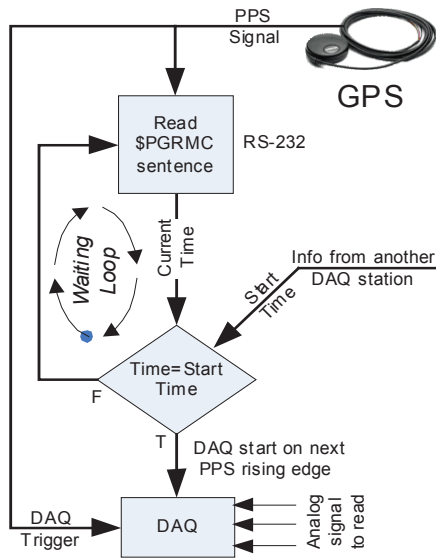 PPS
Signal
GPS
Read
$PGRMC
sentence
RS-232
Current
Time
Waiting
Loop
Info from another
DAQ station
Start
Time
Time=Start
Time
F
T
DAQ start on next
PPS rising edge
DAQ
Trigger
DAQ
Analog
signal
to read